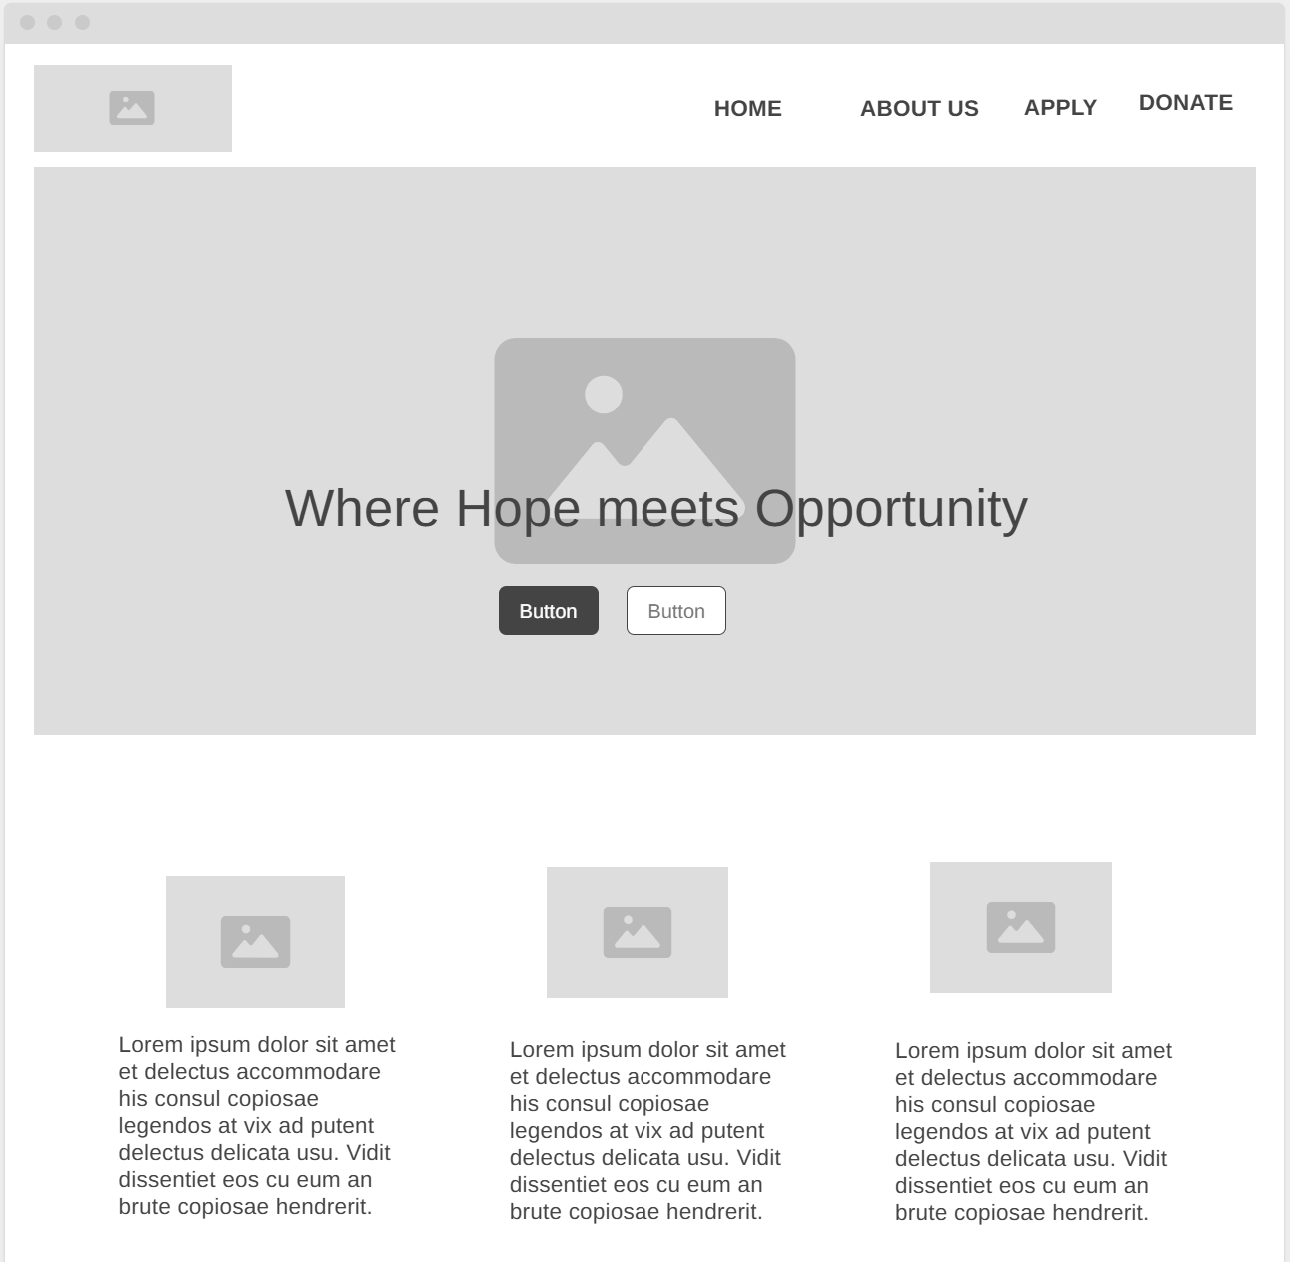 HOME ABOUT US APPLY DONATE
Where Hope meets Opportunity
Button Button
Lorem ipsum dolor sit amet
et delectus accommodare
his consul copiosae
legendos at vix ad putent
delectus delicata usu. Vidit
dissentiet eos cu eum an
brute copiosae hendrerit.
Lorem ipsum dolor sit amet
et delectus accommodare
his consul copiosae
legendos at vix ad putent
delectus delicata usu. Vidit
dissentiet eos cu eum an
brute copiosae hendrerit.
Lorem ipsum dolor sit amet
et delectus accommodare
his consul copiosae
legendos at vix ad putent
delectus delicata usu. Vidit
dissentiet eos cu eum an
brute copiosae hendrerit.